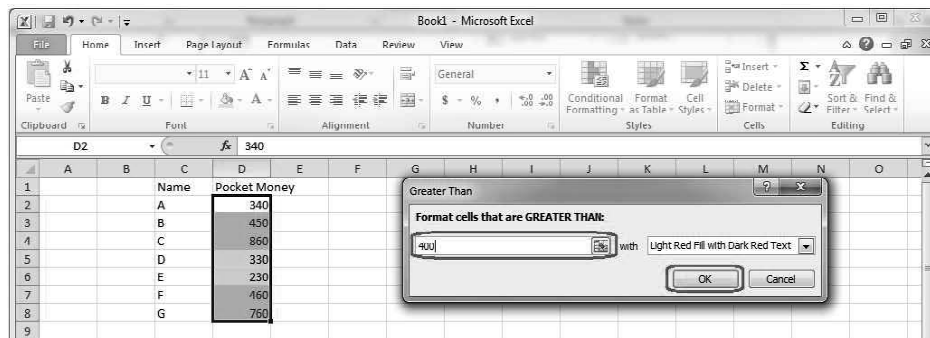 Book1 - Microsoft Excel
File Home Insert Page Layout Formulas Data Review View
11 A A General Conditional Format Cell Insert Σ Sort & Find &
Paste B I U A $ % , .00 .00 Formatting as Table Styles Delete Filter Select
Format
Clipboard Font Alignment Number Styles Cells Editing
D2 fx 340
A B C D E F G H I J K L M N O
1 Name Pocket Money
2 A 340
3 B 450
4 C 860
5 D 330
6 E 230
7 F 460
8 G 760
9
Greater Than ?
Format cells that are GREATER THAN:
400 with Light Red Fill with Dark Red Text
OK Cancel